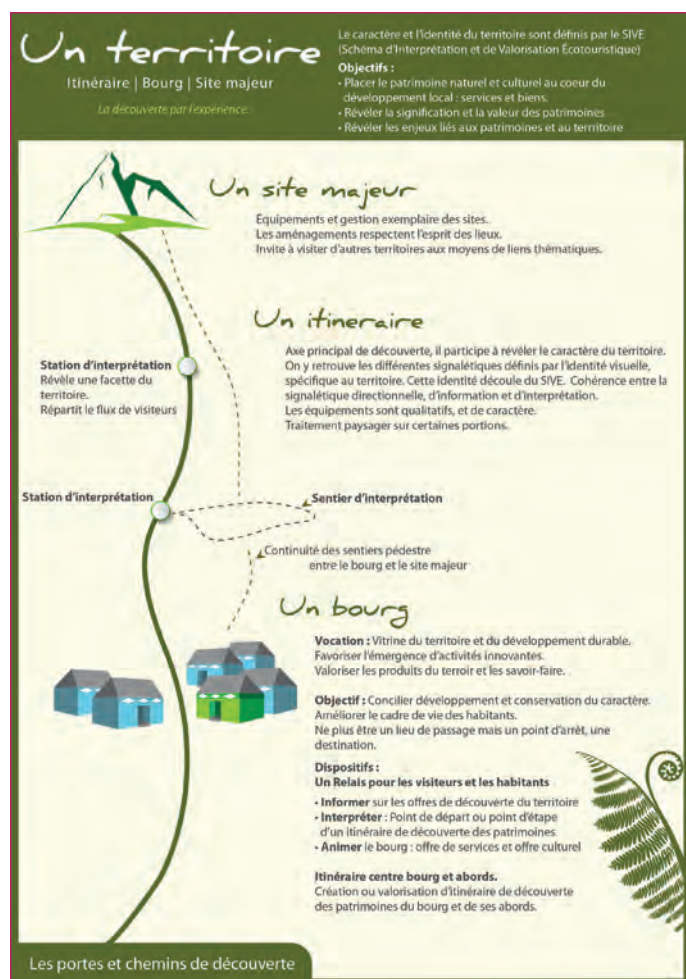 Un territoire
Itinéraire | Bourg | Site majeur
La découverte par l'expérience.
Le caractère et l'identité du territoire sont définis par le SIVE
(Schéma d'Interprétation et de Valorisation Écotouristique)
Objectifs :
• Placer le patrimoine naturel et culturel au coeur du
développement local : services et biens.
• Révéler la signification et la valeur des patrimoines
• Révéler les enjeux liés aux patrimoines et au terrritoire
Un site majeur
Équipements et gestion exemplaire des sites.
Les aménagements respectent l'esprit des lieux.
Invite à visiter d'autres territoires aux moyens de liens thématiques.
Un itineraire
Axe principal de découverte, il participe à révéler le caractère du territoire.
On y retrouve les différentes signalétiques définis par l'identité visuelle,
spécifique au territoire. Cette identité découle du SIVE. Cohérence entre la
signalétique directionnelle, d'information et d'interprétation.
Les équipements sont qualitatifs, et de caractère.
Traitement paysager sur certaines portions.
Station d'interprétation
Révèle une facette du
territoire.
Répartit le flux de visiteurs
Station d'interprétation
Sentier d'interprétation
Continuité des sentiers pédestre
entre le bourg et le site majeur
Un bourg
Vocation : Vitrine du territoire et du développement durable.
Favoriser l'émergence d'activités innovantes.
Valoriser les produits du terroir et les savoir-faire.
Objectif : Concilier développement et conservation du caractère.
Améliorer le cadre de vie des habitants.
Ne plus être un lieu de passage mais un point d'arrêt, une
destination.
Dispositifs :
Un Relais pour les visiteurs et les habitants
• Informer sur les offres de découverte du territoire
• Interpréter : Point de départ ou point d'étape
d'un itinéraire de découverte des patrimoines
• Animer le bourg : offre de services et offre culturel
Itinéraire centre bourg et abords.
Création ou valorisation d'itinéraire de découverte
des patrimoines du bourg et de ses abords.
Les portes et chemins de découverte